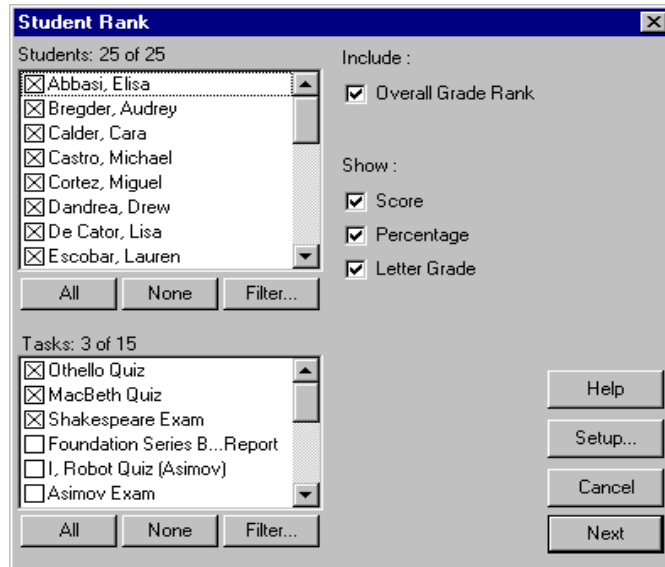 Student Rank
Students: 25 of 25
Abbasi, Elisa
Bregder, Audrey
Calder, Cara
Castro, Michael
Cortez, Miguel
Dandrea, Drew
De Cator, Lisa
Escobar, Lauren
All None Filter...
Include :
Overall Grade Rank
Show :
Score
Percentage
Letter Grade
Tasks: 3 of 15
Othello Quiz
MacBeth Quiz
Shakespeare Exam
Foundation Series B...Report
I, Robot Quiz (Asimov)
Asimov Exam
All None Filter...
Help
Setup...
Cancel
Next